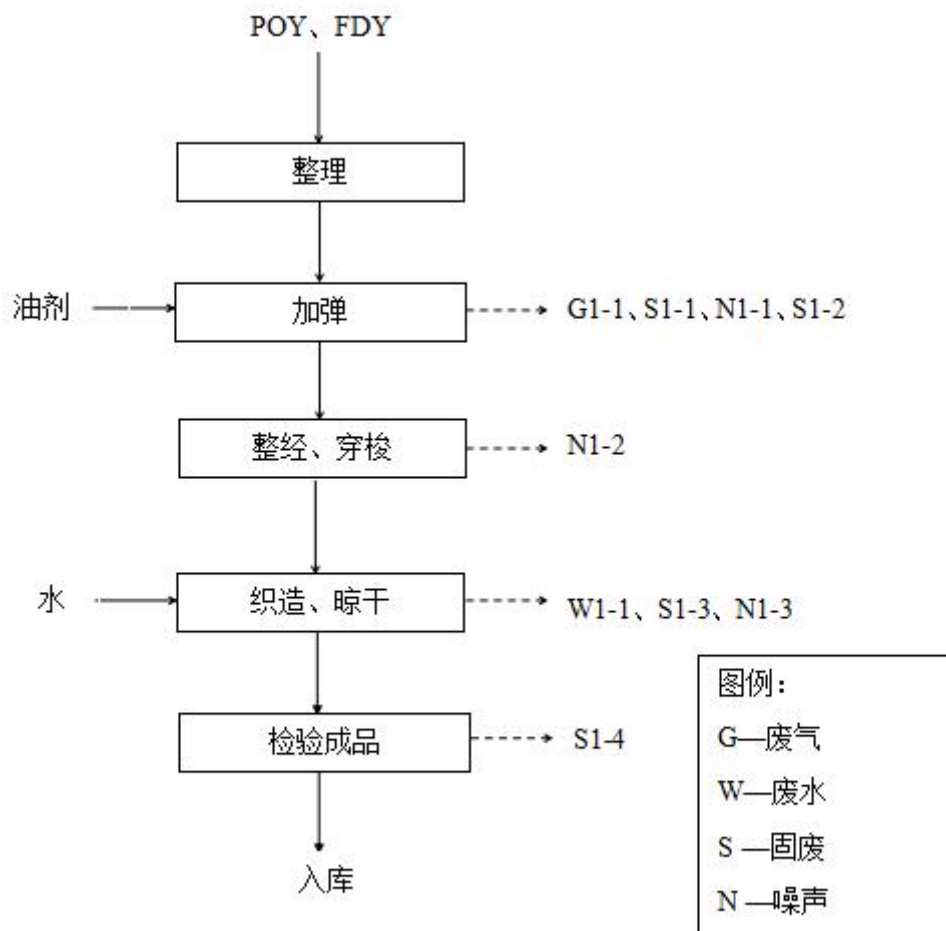 POY、FDY
整理
油剂
加弹
G1-1、S1-1、N1-1、S1-2
整经、穿梭
N1-2
水
织造、晾干
W1-1、S1-3、N1-3
检验成品
S1-4
入库
图例：
G—废气
W—废水
S —固废
N —噪声